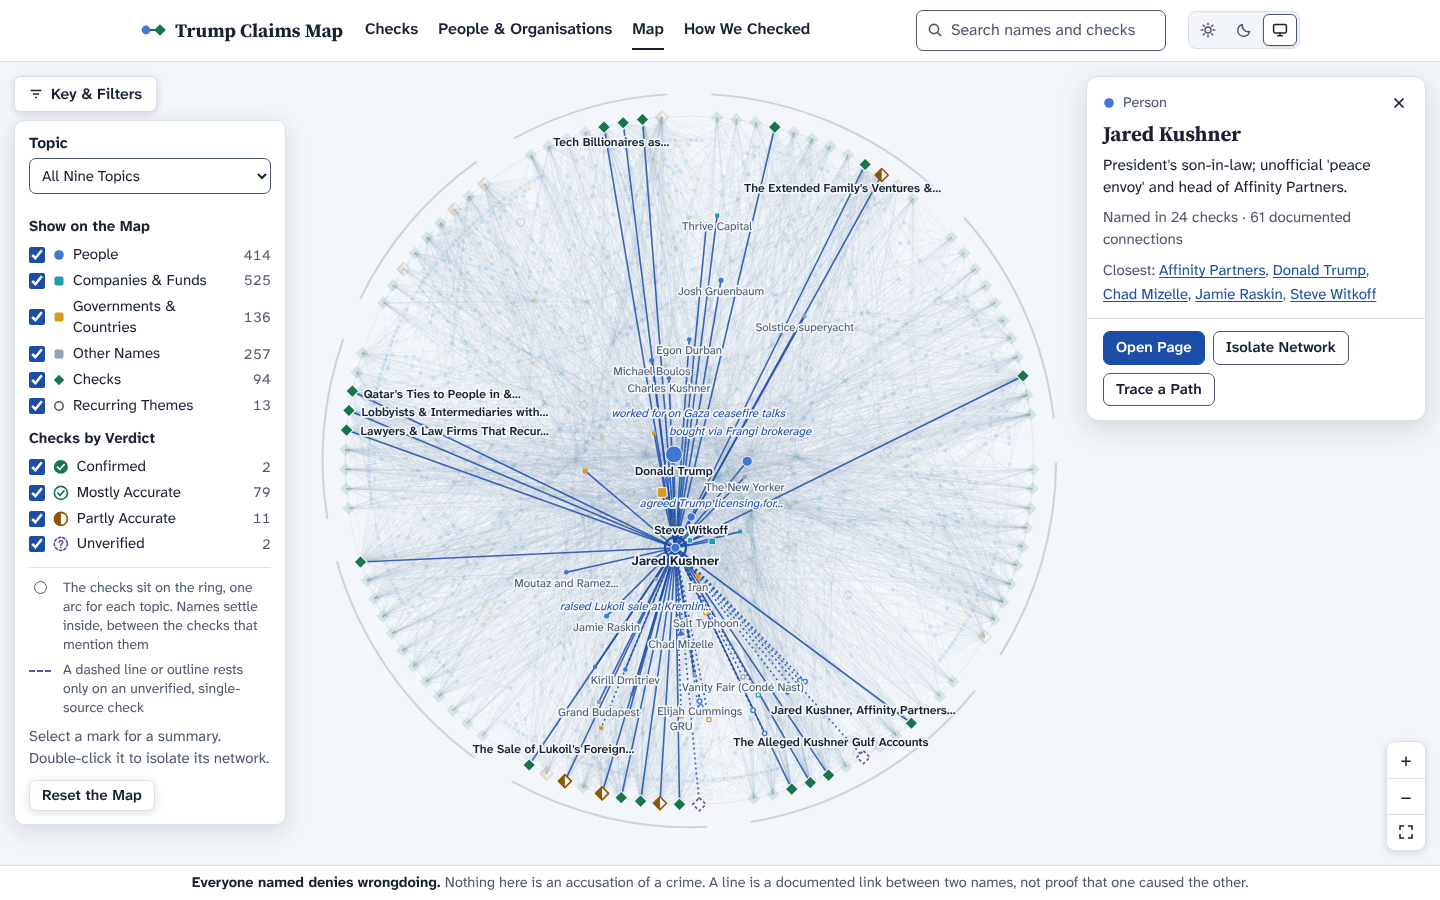 Trump Claims Map
Checks
People & Organisations
Map
How We Checked
Search names and checks
Key & Filters
Topic
All Nine Topics
Show on the Map
People 414
Companies & Funds 525
Governments &
Countries 136
Other Names 257
Checks 94
Recurring Themes 13
Checks by Verdict
Confirmed 2
Mostly Accurate 79
Partly Accurate 11
Unverified 2
The checks sit on the ring, one
arc for each topic. Names settle
inside, between the checks that
mention them
A dashed line or outline rests
only on an unverified, single-
source check
Select a mark for a summary.
Double-click it to isolate its network.
Reset the Map
Tech Billionaires as...
The Extended Family's Ventures &...
Thrive Capital
Josh Gruenbaum
Solstice superyacht
Egon Durban
Michael Boulos
Charles Kushner
Qatar's Ties to People in &...
Lobbyists & Intermediaries with...
Lawyers & Law Firms That Recur...
worked for on Gaza ceasefire talks
bought via Frangi brokerage
Donald Trump
The New Yorker
agreed Trump licensing for...
Steve Witkoff
Jared Kushner
Moutaz and Ramez...
Iran
raised Lukoil sale at Kremlin...
Jamie Raskin
Salt Typhoon
Chad Mizelle
Kirill Dmitriev
Vanity Fair (Condé Nast)
Grand Budapest
Elijah Cummings
Jared Kushner, Affinity Partners...
GRU
The Sale of Lukoil's Foreign...
The Alleged Kushner Gulf Accounts
Person
Jared Kushner
President's son-in-law; unofficial 'peace
envoy' and head of Affinity Partners.
Named in 24 checks · 61 documented
connections
Closest: Affinity Partners, Donald Trump,
Chad Mizelle, Jamie Raskin, Steve Witkoff
Open Page
Isolate Network
Trace a Path
+
−
Everyone named denies wrongdoing. Nothing here is an accusation of a crime. A line is a documented link between two names, not proof that one caused the other.